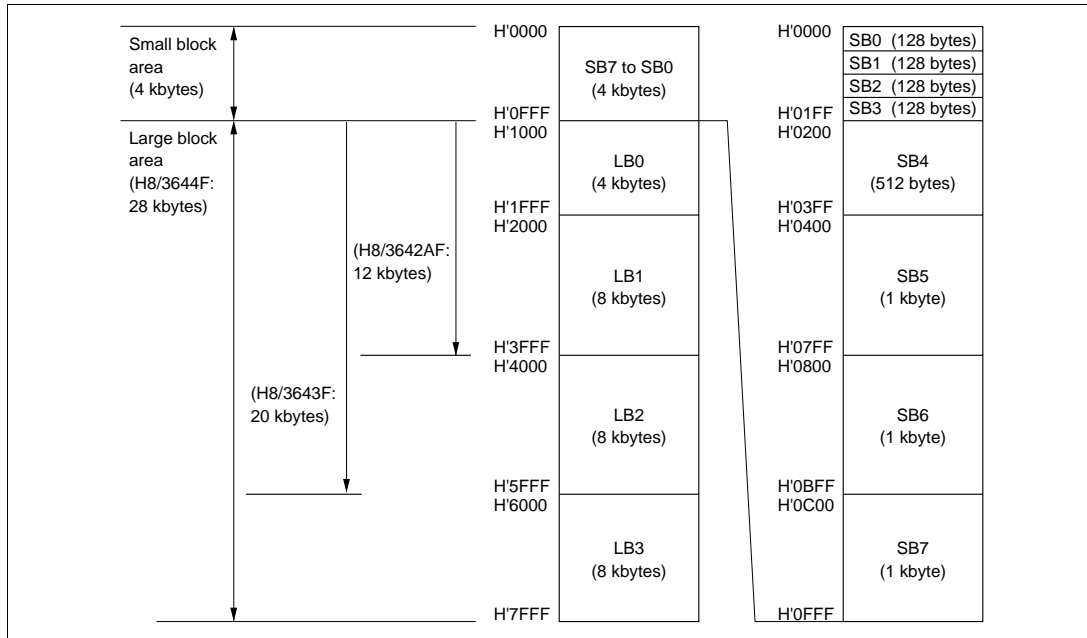 Small block
area
(4 kbytes)
Large block
area
(H8/3644F:
28 kbytes)
(H8/3642AF:
12 kbytes)
(H8/3643F:
20 kbytes)
H'0000
H'0FFF
H'1000
H'1FFF
H'2000
H'3FFF
H'4000
H'5FFF
H'6000
H'7FFF
SB7 to SB0
(4 kbytes)
LB0
(4 kbytes)
LB1
(8 kbytes)
LB2
(8 kbytes)
LB3
(8 kbytes)
H'0000
H'01FF
H'0200
H'03FF
H'0400
H'07FF
H'0800
H'0BFF
H'0C00
H'0FFF
SB0 (128 bytes)
SB1 (128 bytes)
SB2 (128 bytes)
SB3 (128 bytes)
SB4
(512 bytes)
SB5
(1 kbyte)
SB6
(1 kbyte)
SB7
(1 kbyte)